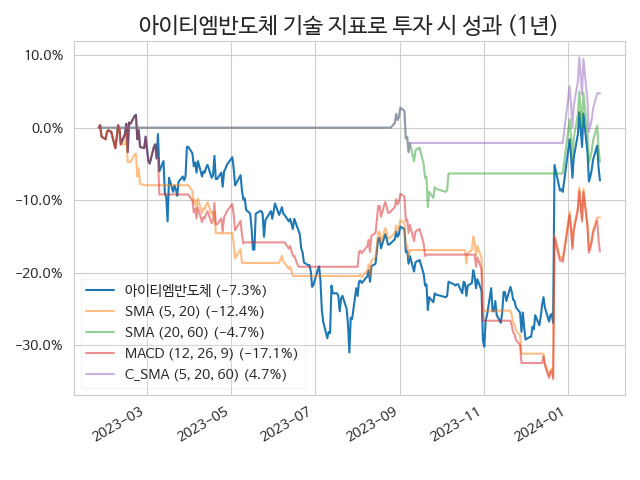 아이티엠반도체 기술 지표로 투자 시 성과 (1년)
10.0%
0.0%
−10.0%
−20.0%
−30.0%
아이티엠반도체 (−7.3%)
SMA (5, 20) (−12.4%)
SMA (20, 60) (−4.7%)
MACD (12, 26, 9) (−17.1%)
C_SMA (5, 20, 60) (4.7%)
2023−03
2023−05
2023−07
2023−09
2023−11
2024−01